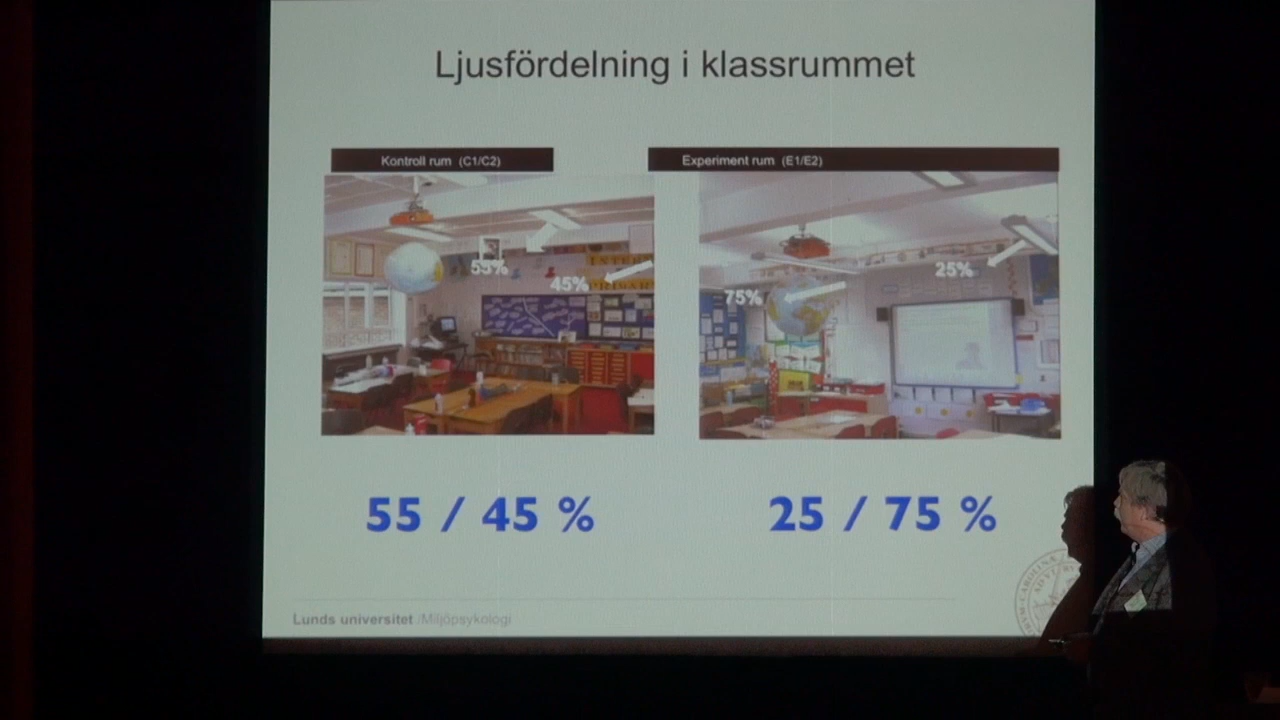 Ljusfördelning i klassrummet
Kontroll rum (C1/C2)
Experiment rum (E1/E2)
55%
45%
25%
75%
55 / 45 %
25 / 75 %
Lunds universitet /Miljöpsykologi